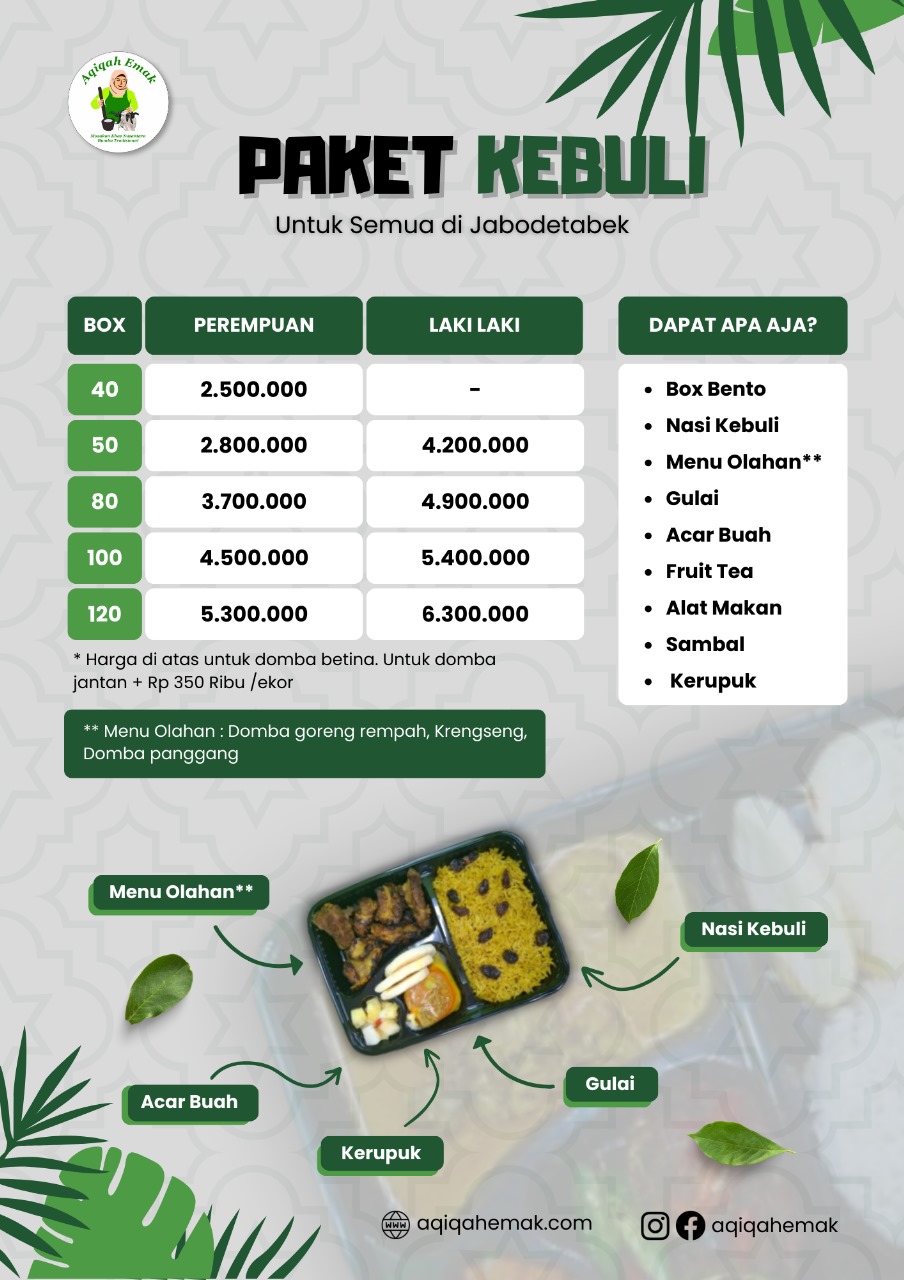 Aqiqah Emak
Masakan Khas Nusantara
Bumbu Tradisional
PAKET KEBULI
Untuk Semua di Jabodetabek
BOX PEREMPUAN LAKI LAKI
40 2.500.000 -
50 2.800.000 4.200.000
80 3.700.000 4.900.000
100 4.500.000 5.400.000
120 5.300.000 6.300.000
* Harga di atas untuk domba betina. Untuk domba
jantan + Rp 350 Ribu /ekor
** Menu Olahan : Domba goreng rempah, Krengseng,
Domba panggang
DAPAT APA AJA?
• Box Bento
• Nasi Kebuli
• Menu Olahan**
• Gulai
• Acar Buah
• Fruit Tea
• Alat Makan
• Sambal
• Kerupuk
Menu Olahan**
Nasi Kebuli
Gulai
Acar Buah
Kerupuk
www aqiqahemak.com
aqiqahemak